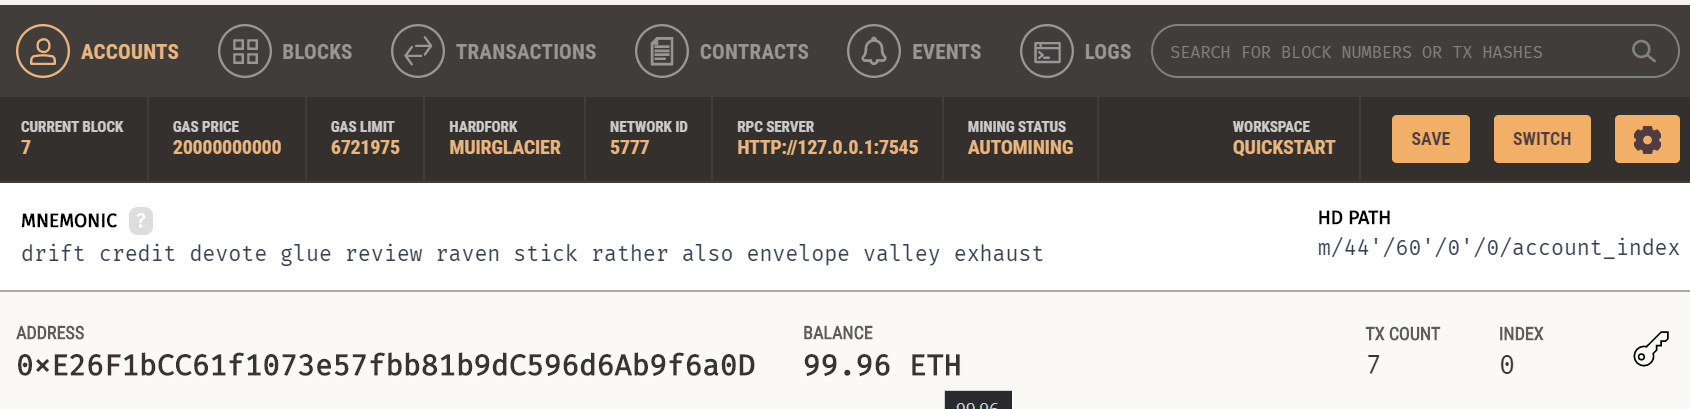 ACCOUNTS BLOCKS TRANSACTIONS CONTRACTS EVENTS LOGS SEARCH FOR BLOCK NUMBERS OR TX HASHES
CURRENT BLOCK GAS PRICE GAS LIMIT HARDFORK NETWORK ID RPC SERVER MINING STATUS WORKSPACE
7 20000000000 6721975 MUIRGLACIER 5777 HTTP://127.0.0.1:7545 AUTOMINING QUICKSTART SAVE SWITCH
MNEMONIC ? HD PATH
drift credit devote glue review raven stick rather also envelope valley exhaust m/44'/60'/0'/0/account_index
ADDRESS BALANCE TX COUNT INDEX
0×E26F1bCC61f1073e57fbb81b9dC596d6Ab9f6a0D 99.96 ETH 7 0
99.96